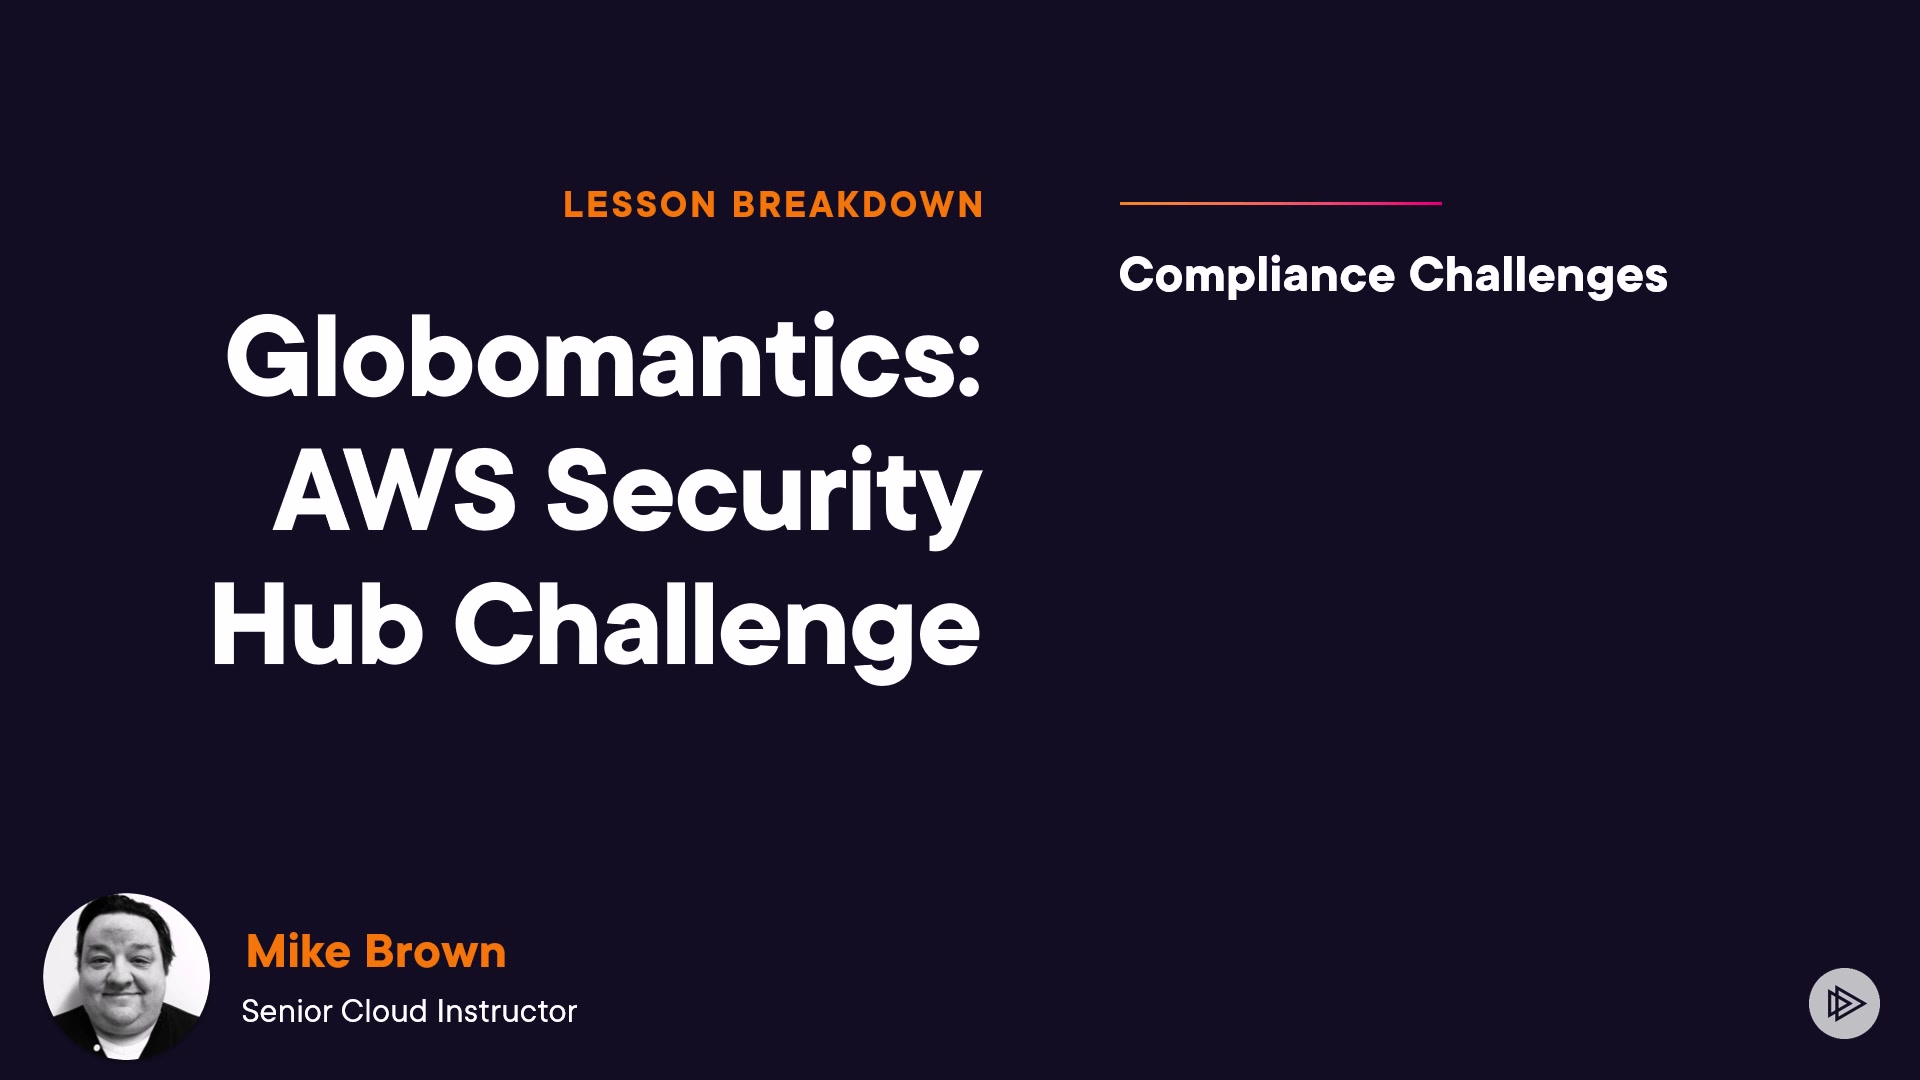 LESSON BREAKDOWN
Globomantics:
AWS Security
Hub Challenge
Compliance Challenges
Mike Brown
Senior Cloud Instructor